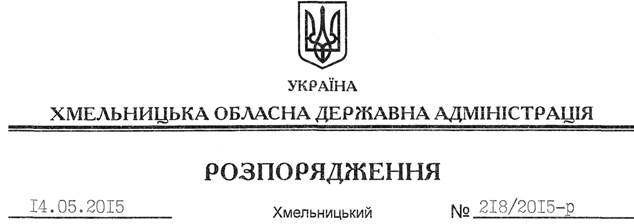 УКРАЇНА
ХМЕЛЬНИЦЬКА ОБЛАСНА ДЕРЖАВНА АДМІНІСТРАЦІЯ
РОЗПОРЯДЖЕННЯ
14.05.2015 Хмельницький № 218/2015-р